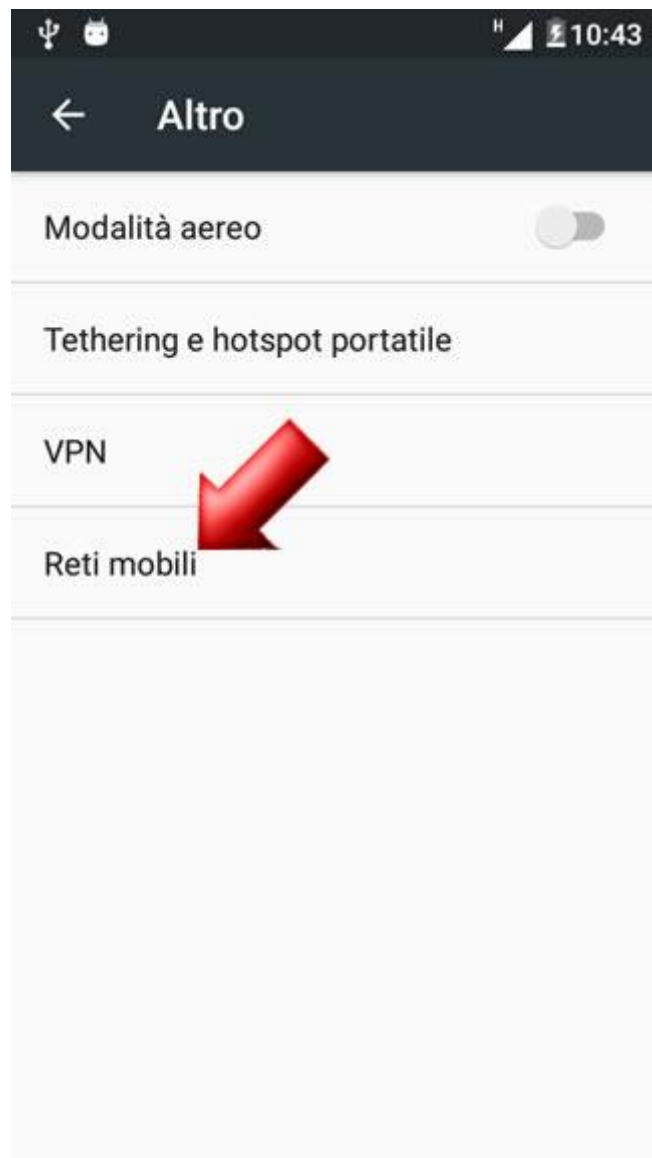 H 10:43
Altro
Modalità aereo
Tethering e hotspot portatile
VPN
Reti mobili